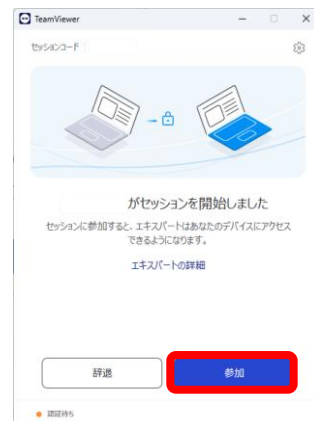 TeamViewer
セッションコード
がセッションを開始しました
セッションに参加すると、エキスパートはあなたのデバイスにアクセス
できるようになります。
エキスパートの詳細
辞退
参加
認証待ち